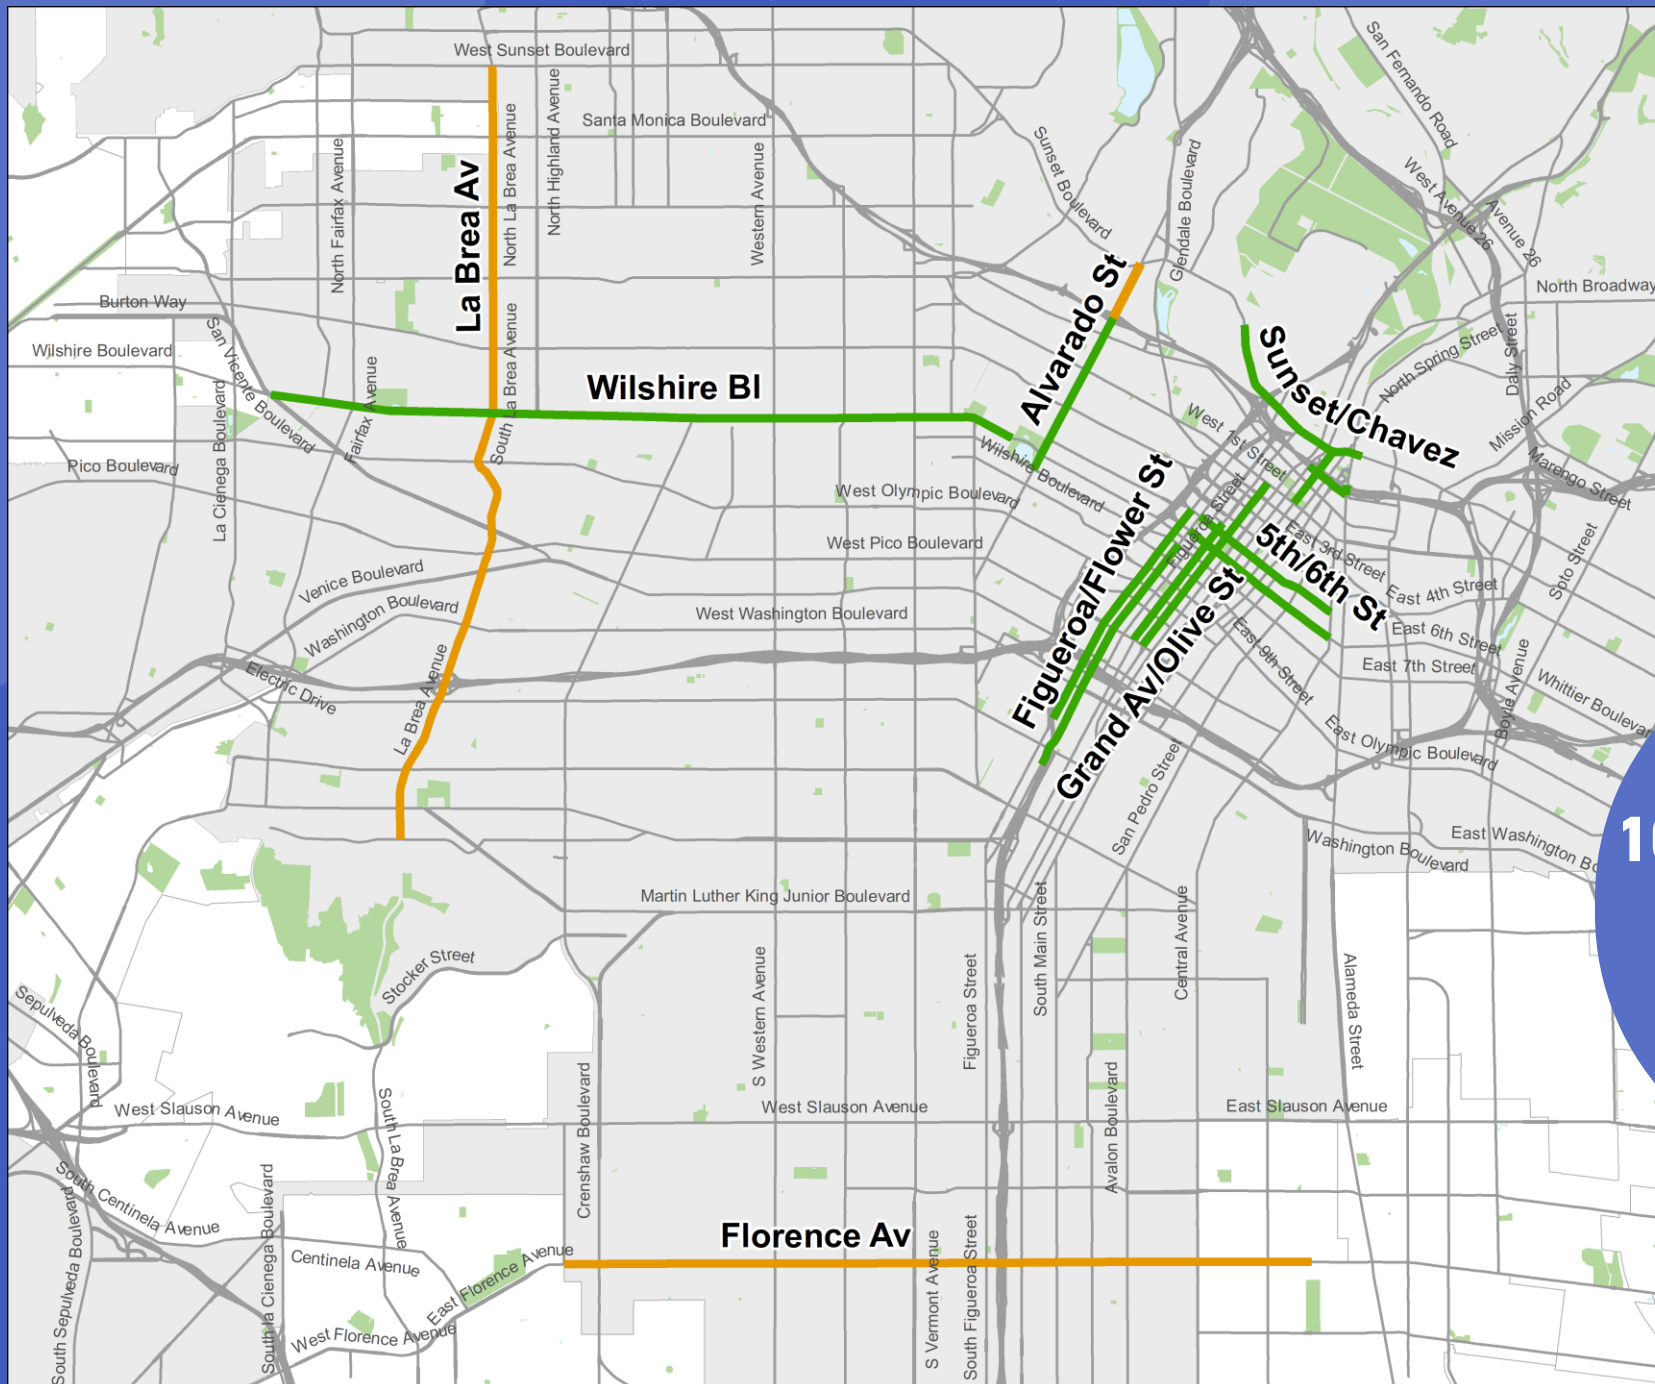 West Sunset Boulevard
San Fernando Road
North Highland Avenue
North La Brea Avenue
Santa Monica Boulevard
Sunset Boulevard
Glendale Boulevard
West Avenue 26
Avenue 26
North Fairfax Avenue
Western Avenue
La Brea Av
Alvarado St
North Broadway
Burton Way
San Vicente Boulevard
Wilshire Boulevard
South La Brea Avenue
Fairfax Avenue
La Cienega Boulevard
Wilshire Bl
Sunset/Chavez
North Spring Street
Daly Street
Mission Road
Marengo Street
West 1st Street
Wilshire Boulevard
Pico Boulevard
West Olympic Boulevard
Figueroa Street
Figueroa/Flower St
5th/6th St
East 3rd Street
East 4th Street
Soto Street
West Pico Boulevard
Venice Boulevard
Washington Boulevard
West Washington Boulevard
Grand Av/Olive St
East 6th Street
East 7th Street
East 9th Street
Boyle Avenue
Whittier Boulevar
Electric Drive
La Brea Avenue
East Olympic Boulevard
San Pedro Street
Washington Boulevard
East Washington Bo
10
Martin Luther King Junior Boulevard
South Main Street
Central Avenue
Stocker Street
S Western Avenue
Figueroa Street
Alameda Street
Sepulveda Boulevard
West Slauson Avenue
South La Brea Avenue
Crenshaw Boulevard
West Slauson Avenue
Avalon Boulevard
East Slauson Avenue
South Centinela Avenue
South Sepulveda Boulevard
South la Cienega Boulevard
Centinela Avenue
East Florence Avenue
West Florence Avenue
Florence Av
S Vermont Avenue
South Figueroa Street